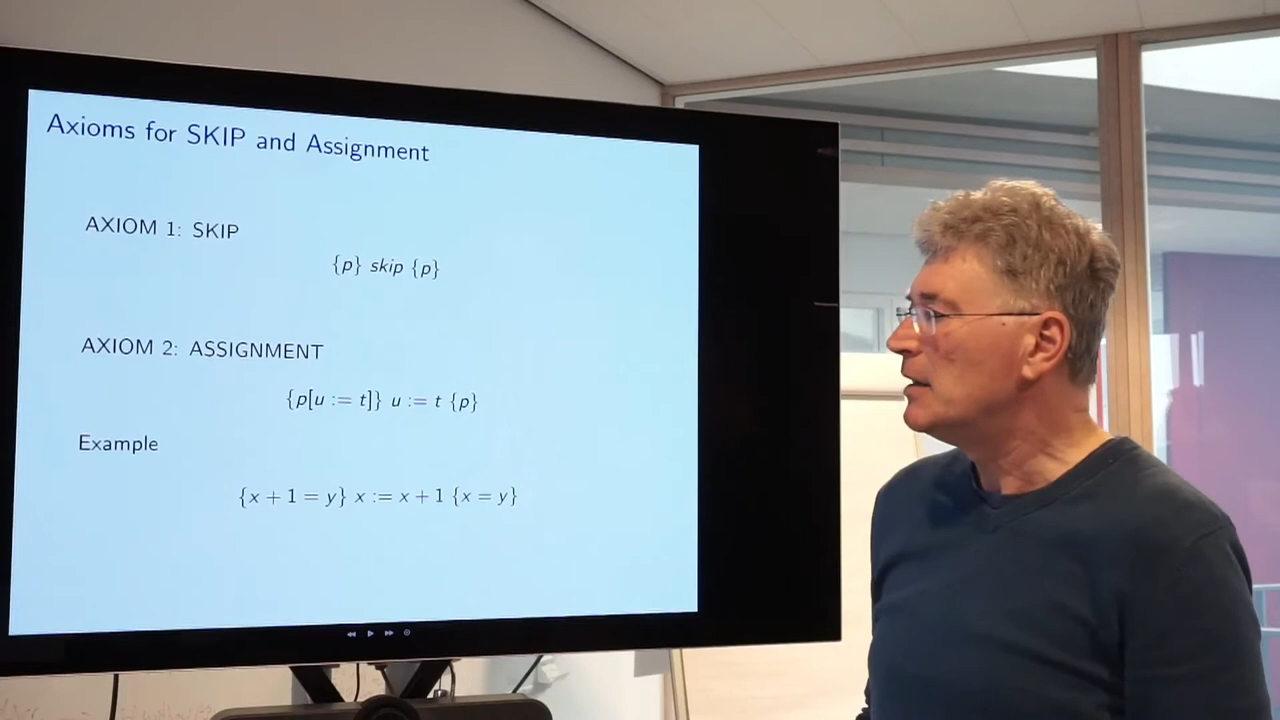 Axioms for SKIP and Assignment
AXIOM 1: SKIP
{p} skip {p}
AXIOM 2: ASSIGNMENT
{p[u := t]} u := t {p}
Example
{x + 1 = y} x := x + 1 {x = y}